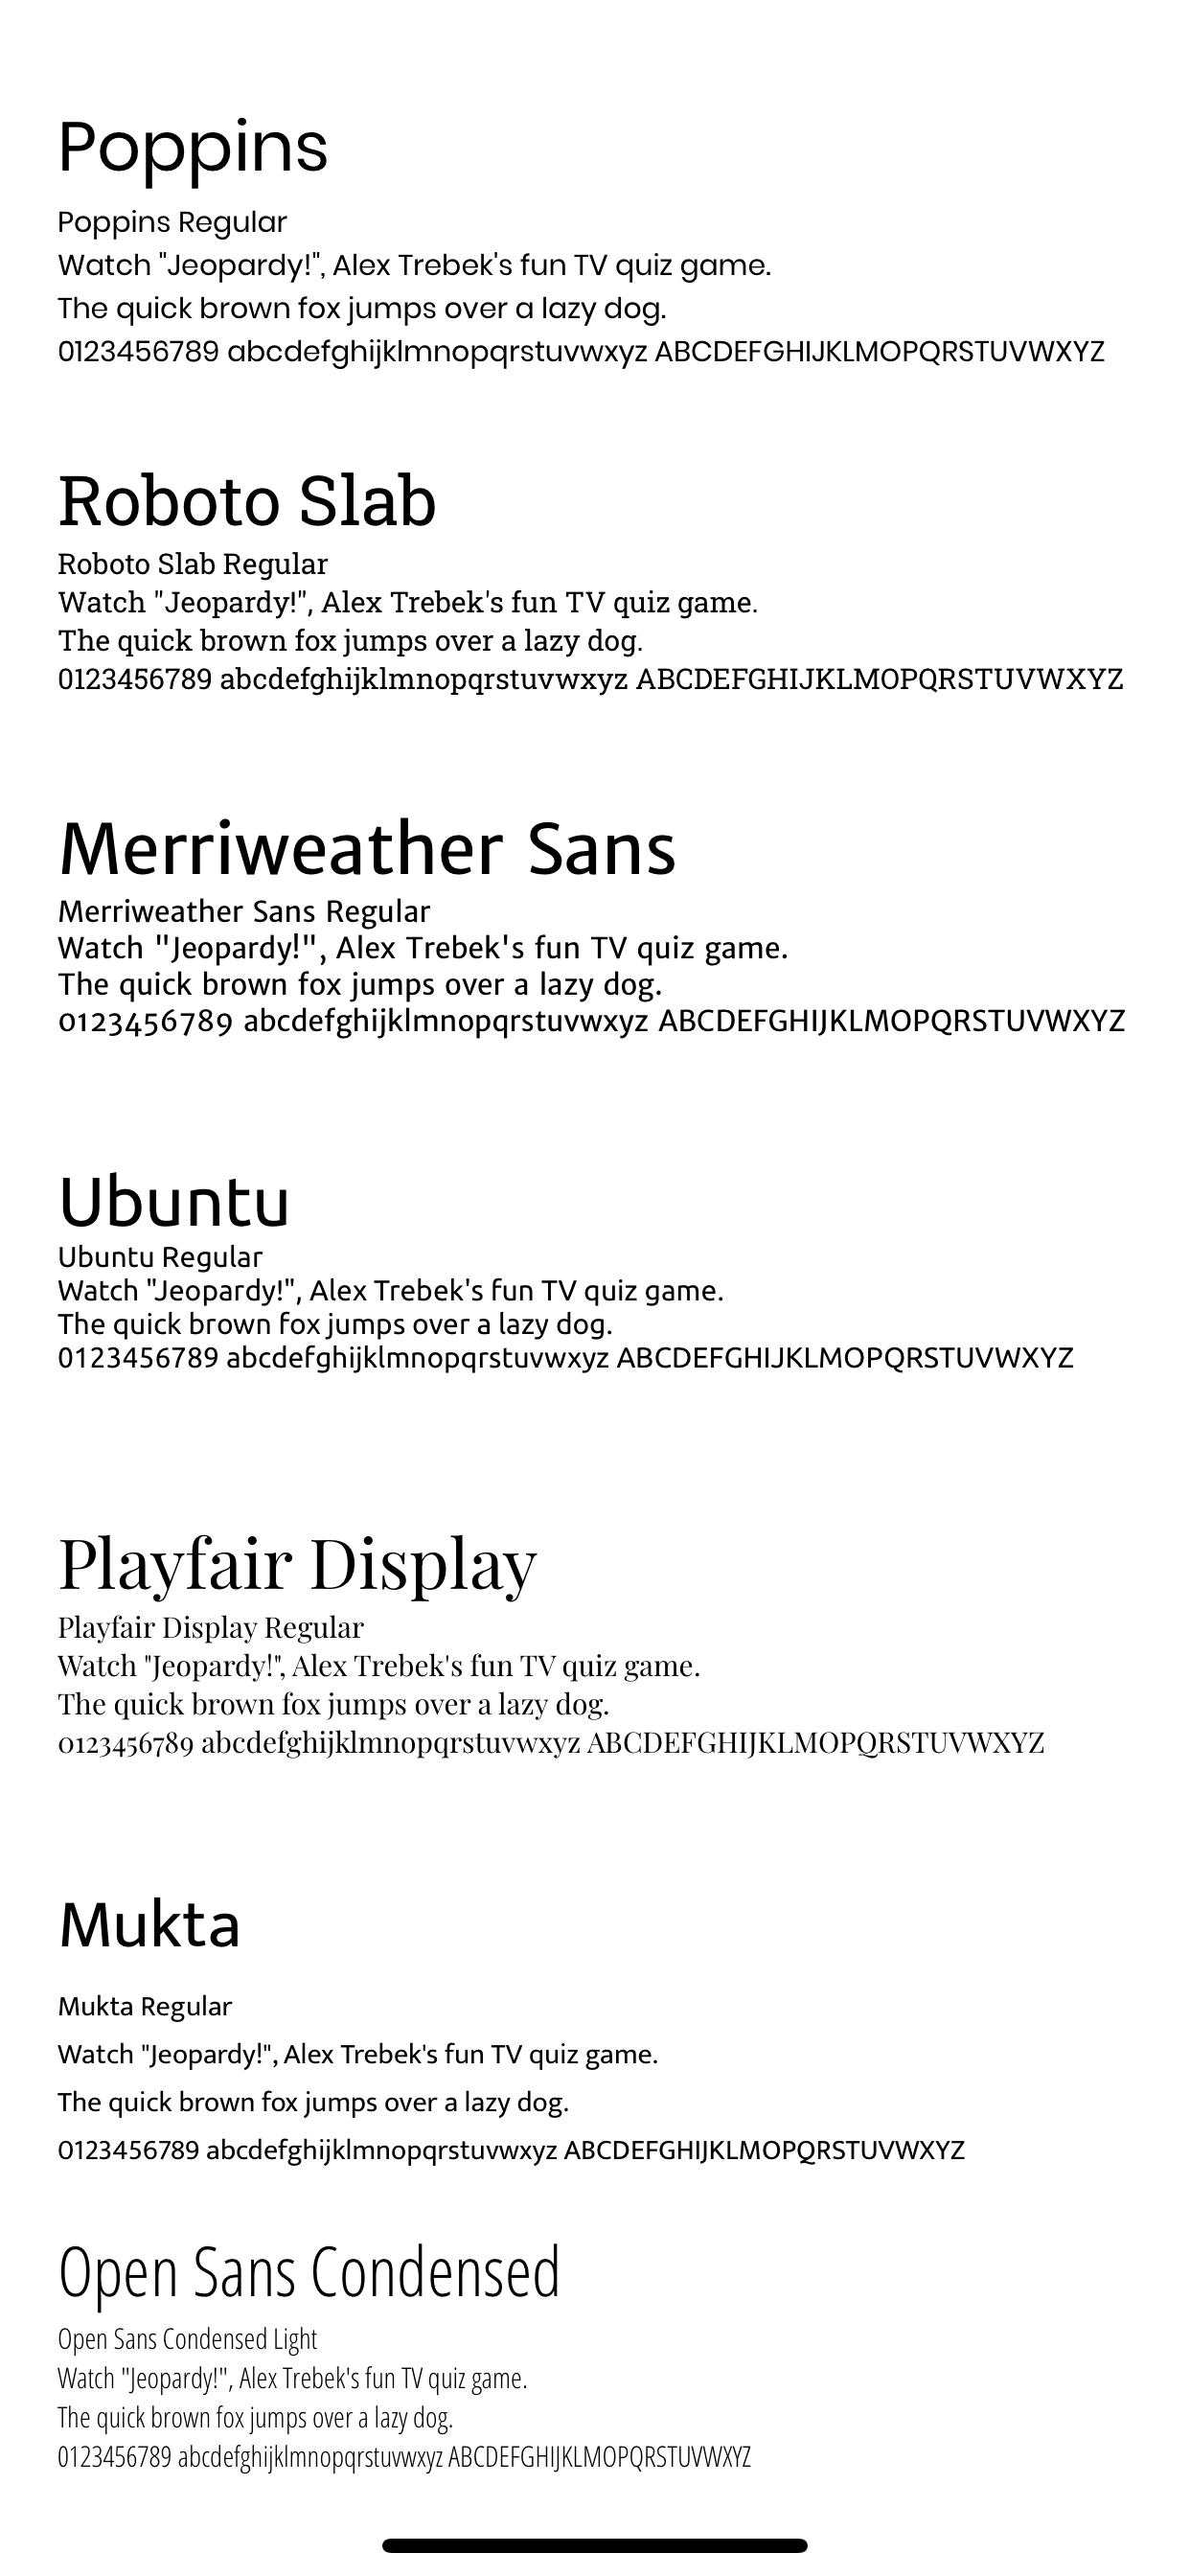 Poppins
Poppins Regular
Watch "Jeopardy!", Alex Trebek's fun TV quiz game.
The quick brown fox jumps over a lazy dog.
0123456789 abcdefghijklmnopqrstuvwxyz ABCDEFGHIJKLMOPQRSTUVWXYZ
Roboto Slab
Roboto Slab Regular
Watch "Jeopardy!", Alex Trebek's fun TV quiz game.
The quick brown fox jumps over a lazy dog.
0123456789 abcdefghijklmnopqrstuvwxyz ABCDEFGHIJKLMOPQRSTUVWXYZ
Merriweather Sans
Merriweather Sans Regular
Watch "Jeopardy!", Alex Trebek's fun TV quiz game.
The quick brown fox jumps over a lazy dog.
0123456789 abcdefghijklmnopqrstuvwxyz ABCDEFGHIJKLMOPQRSTUVWXYZ
Ubuntu
Ubuntu Regular
Watch "Jeopardy!", Alex Trebek's fun TV quiz game.
The quick brown fox jumps over a lazy dog.
0123456789 abcdefghijklmnopqrstuvwxyz ABCDEFGHIJKLMOPQRSTUVWXYZ
Playfair Display
Playfair Display Regular
Watch "Jeopardy!", Alex Trebek's fun TV quiz game.
The quick brown fox jumps over a lazy dog.
0123456789 abcdefghijklmnopqrstuvwxyz ABCDEFGHIJKLMOPQRSTUVWXYZ
Mukta
Mukta Regular
Watch "Jeopardy!", Alex Trebek's fun TV quiz game.
The quick brown fox jumps over a lazy dog.
0123456789 abcdefghijklmnopqrstuvwxyz ABCDEFGHIJKLMOPQRSTUVWXYZ
Open Sans Condensed
Open Sans Condensed Light
Watch "Jeopardy!", Alex Trebek's fun TV quiz game.
The quick brown fox jumps over a lazy dog.
0123456789 abcdefghijklmnopqrstuvwxyz ABCDEFGHIJKLMOPQRSTUVWXYZ